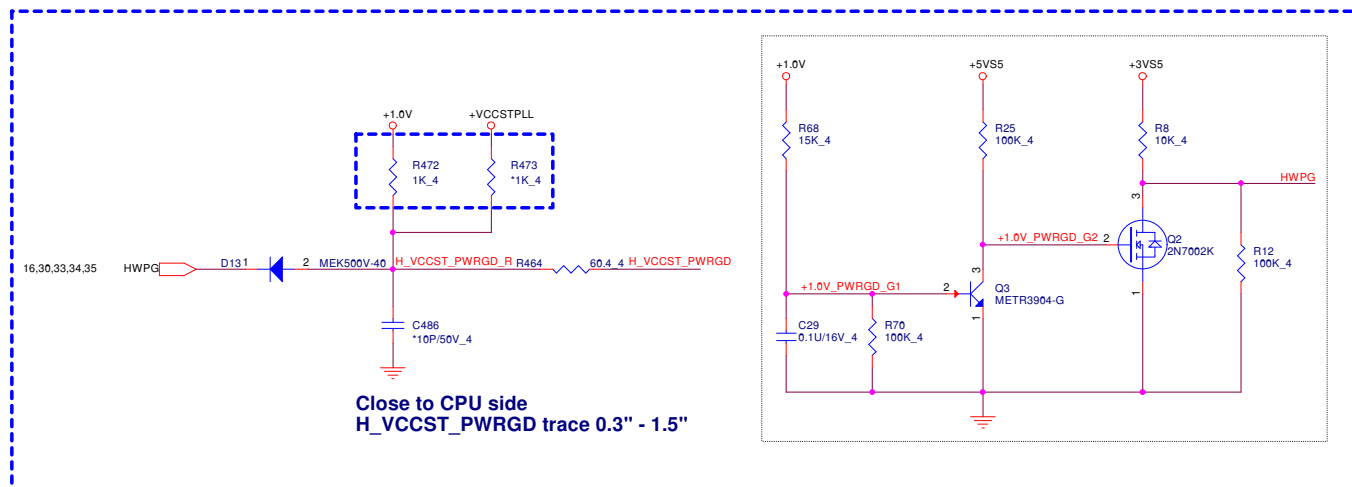 +1.0V
+VCCSTPLL
R472
1K_4
R473
*1K_4
16,30,33,34,35
HWPG
D13
1
2
MEK500V-40
H_VCCST_PWRGD_R
R464
60.4_4
H_VCCST_PWRGD
C486
*10P/50V_4
Close to CPU side
H_VCCST_PWRGD trace 0.3" - 1.5"
+1.0V
+5VS5
+3VS5
R68
15K_4
R25
100K_4
R8
10K_4
HWPG
3
+1.0V_PWRGD_G2
2
Q2
2N7002K
R12
100K_4
1
+1.0V_PWRGD_G1
2
3
Q3
METR3904-G
1
C29
0.1U/16V_4
R70
100K_4